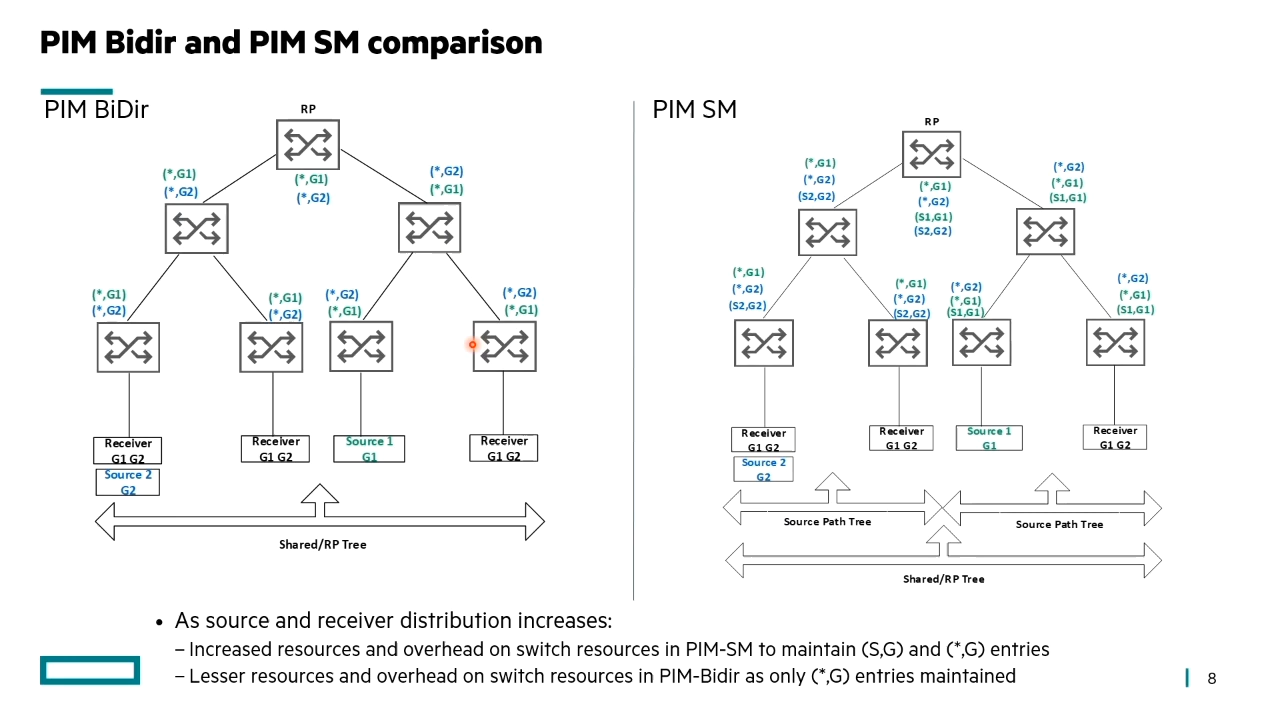 PIM Bidir and PIM SM comparison
PIM BiDir
RP
(*,G1)
(*,G2)
(*,G1)
(*,G2)
(*,G2)
(*,G1)
(*,G1)
(*,G2)
(*,G1)
(*,G2)
(*,G2)
(*,G1)
(*,G2)
(*,G1)
Receiver
G1 G2
Source 2
G2
Receiver
G1 G2
Source 1
G1
Receiver
G1 G2
Shared/RP Tree
PIM SM
RP
(*,G1)
(*,G2)
(S2,G2)
(*,G1)
(*,G2)
(S1,G1)
(S2,G2)
(*,G2)
(*,G1)
(S1,G1)
(*,G1)
(*,G2)
(S2,G2)
(*,G1)
(*,G2)
(S2,G2)
(*,G2)
(*,G1)
(S1,G1)
(*,G2)
(*,G1)
(S1,G1)
Receiver
G1 G2
Source 2
G2
Receiver
G1 G2
Source 1
G1
Receiver
G1 G2
Source Path Tree
Source Path Tree
Shared/RP Tree
• As source and receiver distribution increases:
– Increased resources and overhead on switch resources in PIM-SM to maintain (S,G) and (*,G) entries
– Lesser resources and overhead on switch resources in PIM-Bidir as only (*,G) entries maintained
8